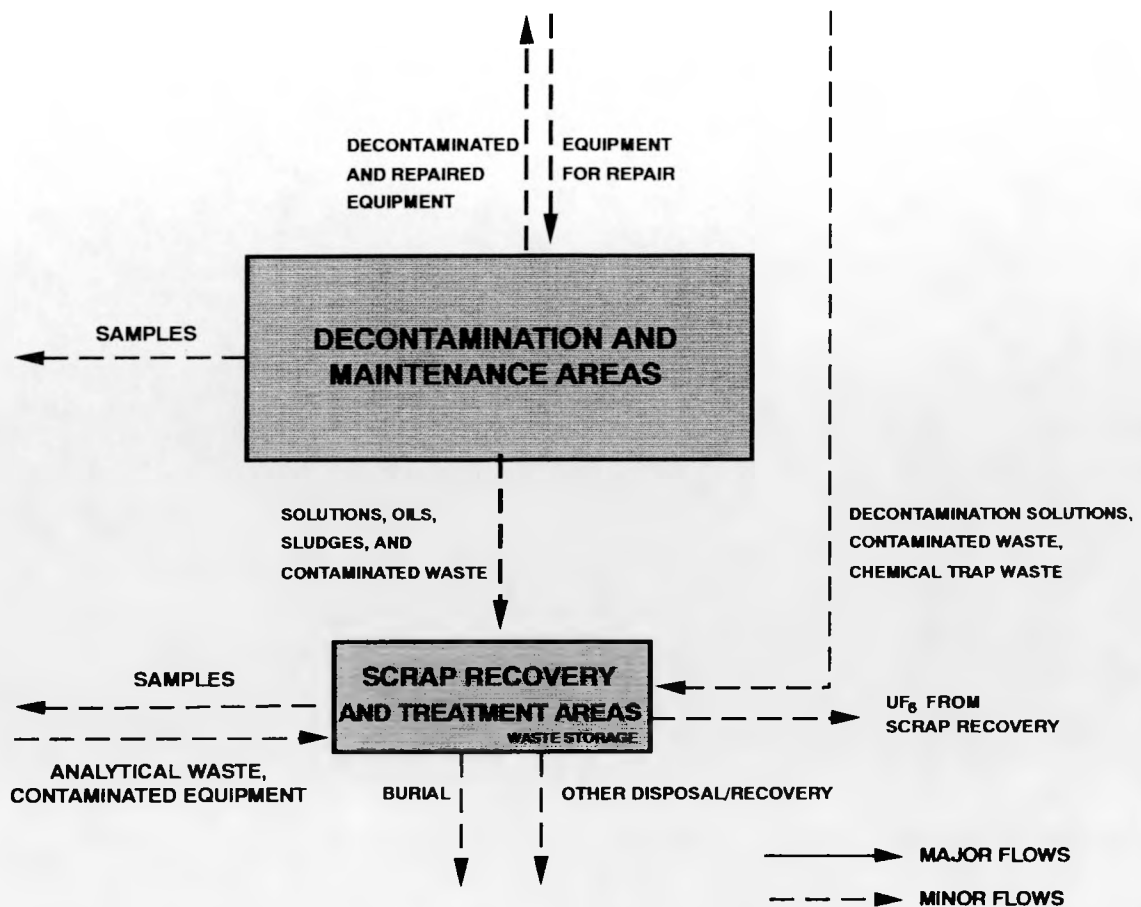 DECONTAMINATED
AND REPAIRED
EQUIPMENT
EQUIPMENT
FOR REPAIR
SAMPLES
DECONTAMINATION AND
MAINTENANCE AREAS
SOLUTIONS, OILS,
SLUDGES, AND
CONTAMINATED WASTE
DECONTAMINATION SOLUTIONS,
CONTAMINATED WASTE,
CHEMICAL TRAP WASTE
SAMPLES
SCRAP RECOVERY
AND TREATMENT AREAS
WASTE STORAGE
UF₆ FROM
SCRAP RECOVERY
ANALYTICAL WASTE,
CONTAMINATED EQUIPMENT
BURIAL
OTHER DISPOSAL/RECOVERY
MAJOR FLOWS
MINOR FLOWS